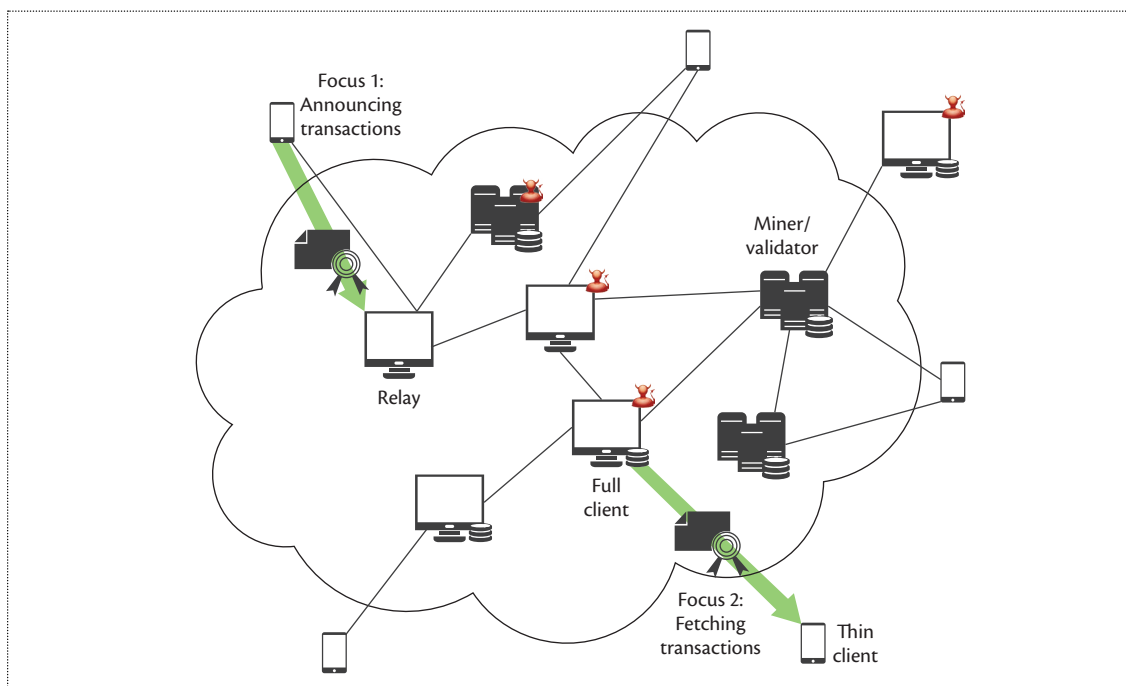 Focus 1:
Announcing
transactions
Miner/
validator
Relay
Full
client
Focus 2:
Fetching
transactions
Thin
client